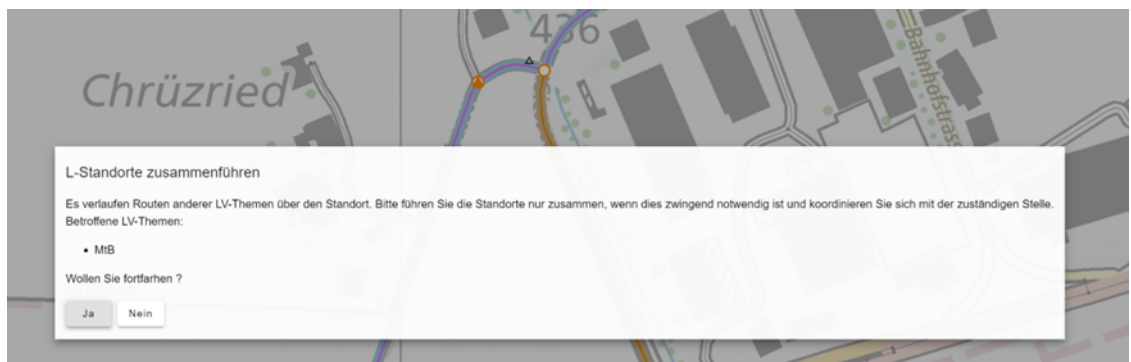 436
Chrüzried
Bahnhofstrass
L-Standorte zusammenführen
Es verlaufen Routen anderer LV-Themen über den Standort. Bitte führen Sie die Standorte nur zusammen, wenn dies zwingend notwendig ist und koordinieren Sie sich mit der zuständigen Stelle.
Betroffene LV-Themen:
• MtB
Wollen Sie fortfarhen ?
Ja Nein